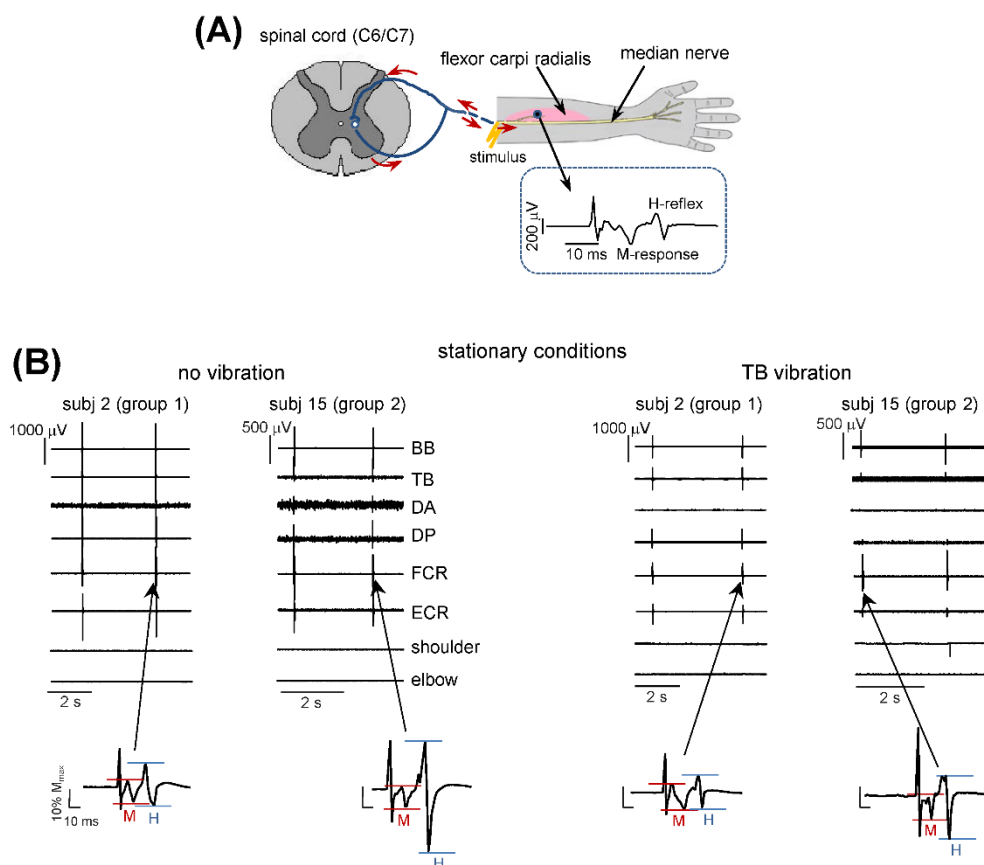 (A)
spinal cord (C6/C7)
flexor carpi radialis
median nerve
stimulus
200 µV
H-reflex
10 ms
M-response
(B)
stationary conditions
no vibration
TB vibration
subj 2 (group 1)
subj 15 (group 2)
subj 2 (group 1)
subj 15 (group 2)
1000 µV
500 µV
1000 µV
500 µV
BB
TB
DA
DP
FCR
ECR
shoulder
elbow
2 s
2 s
2 s
2 s
10% Mmax
10 ms
M
H
M
H
M
H
M
H